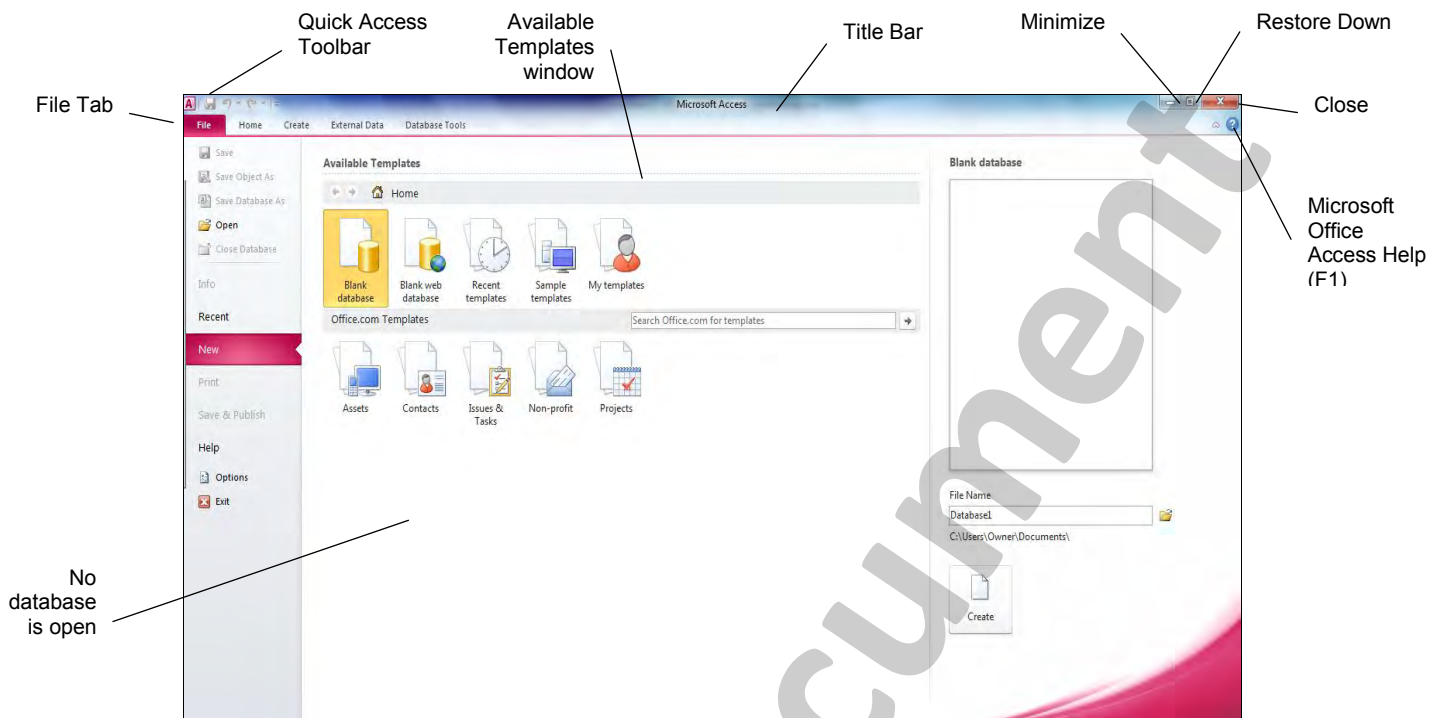 Quick Access
Toolbar
Available
Templates
window
Title Bar
Minimize
Restore Down
File Tab
Close
Microsoft
Office
Access Help
(F1)
No
database
is open
A
Microsoft Access
File Home Create External Data Database Tools
Save
Save Object As
Save Database As
Open
Close Database
Info
Recent
New
Print
Save & Publish
Help
Options
Exit
Available Templates
Home
Blank
database
Blank web
database
Recent
templates
Sample
templates
My templates
Office.com Templates
Search Office.com for templates
Assets
Contacts
Issues &
Tasks
Non-profit
Projects
Blank database
File Name
Database1
C:\Users\Owner\Documents\
Create
cument